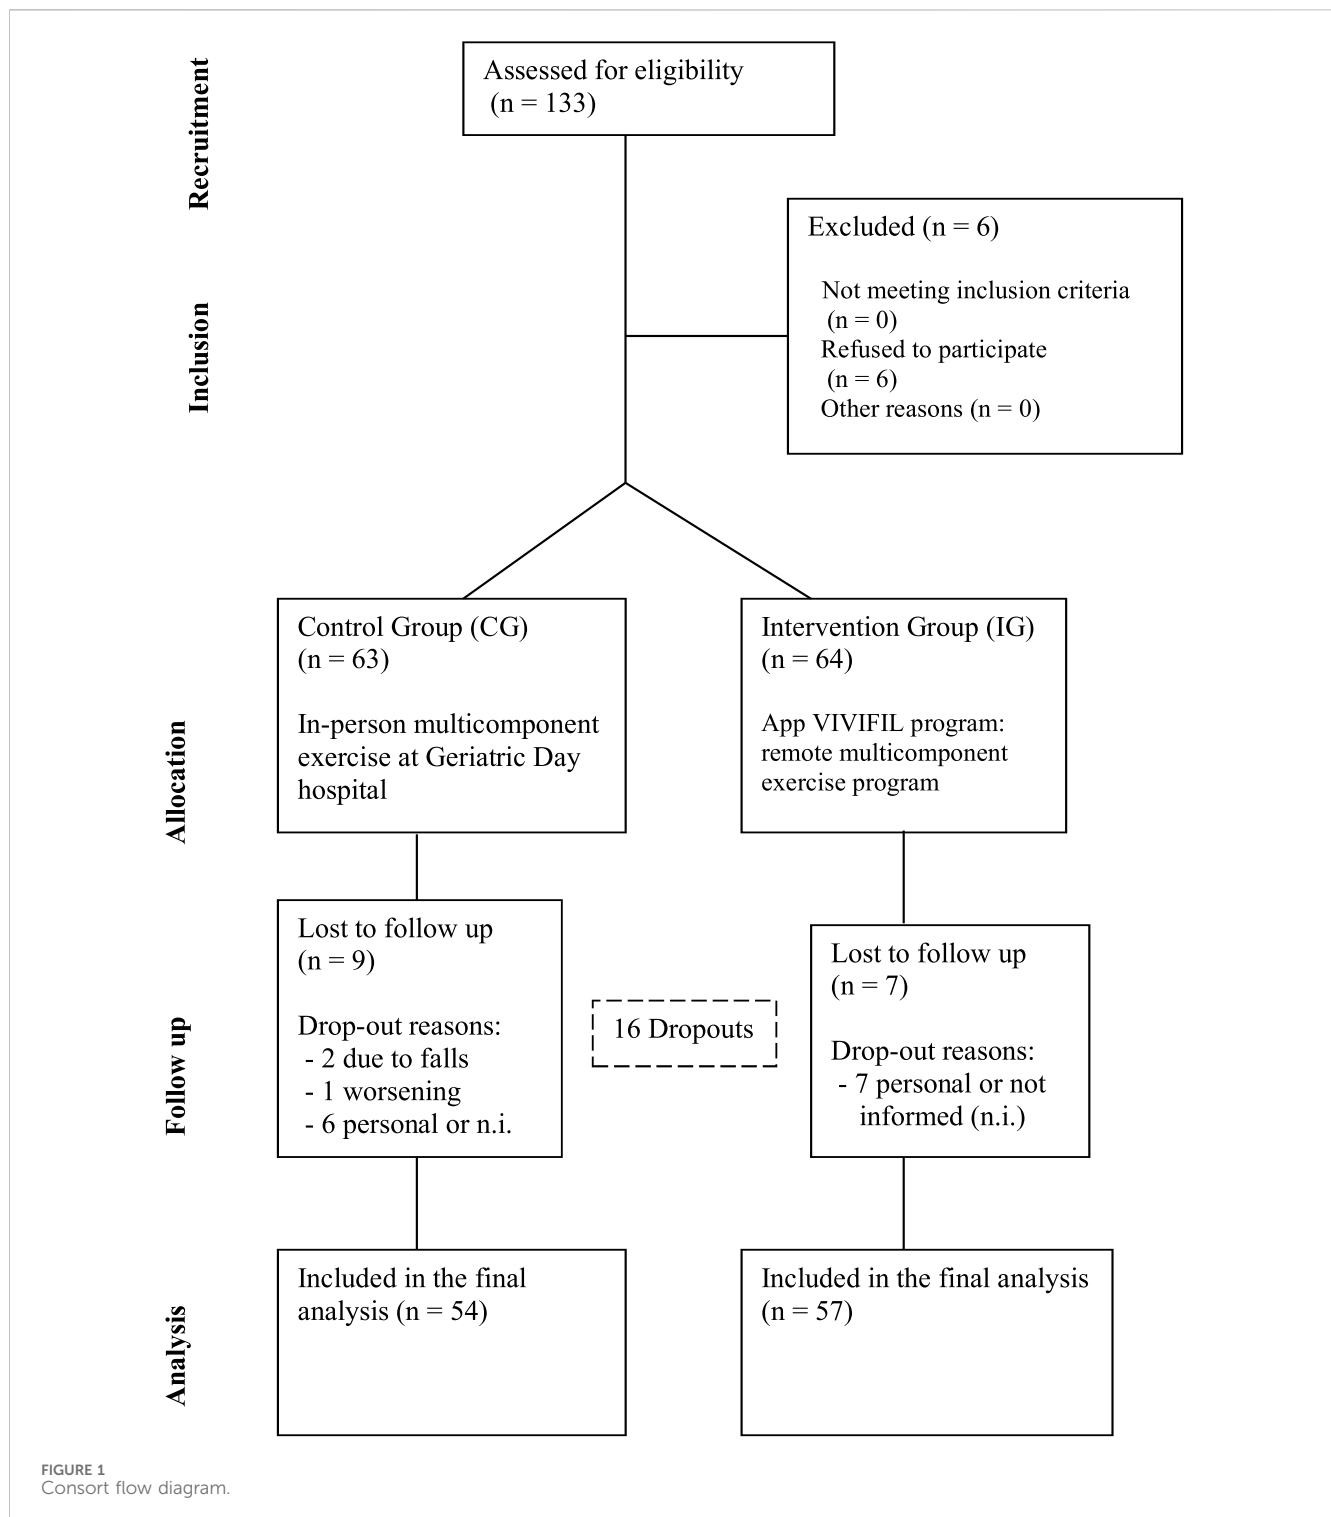 Recruitment
Assessed for eligibility
(n = 133)
Inclusion
Excluded (n = 6)
Not meeting inclusion criteria
(n = 0)
Refused to participate
(n = 6)
Other reasons (n = 0)
Allocation
Control Group (CG)
(n = 63)
In-person multicomponent
exercise at Geriatric Day
hospital
Intervention Group (IG)
(n = 64)
App VIVIFIL program:
remote multicomponent
exercise program
Follow up
Lost to follow up
(n = 9)
Drop-out reasons:
- 2 due to falls
- 1 worsening
- 6 personal or n.i.
16 Dropouts
Lost to follow up
(n = 7)
Drop-out reasons:
- 7 personal or not
informed (n.i.)
Analysis
Included in the final
analysis (n = 54)
Included in the final analysis
(n = 57)
FIGURE 1
Consort flow diagram.